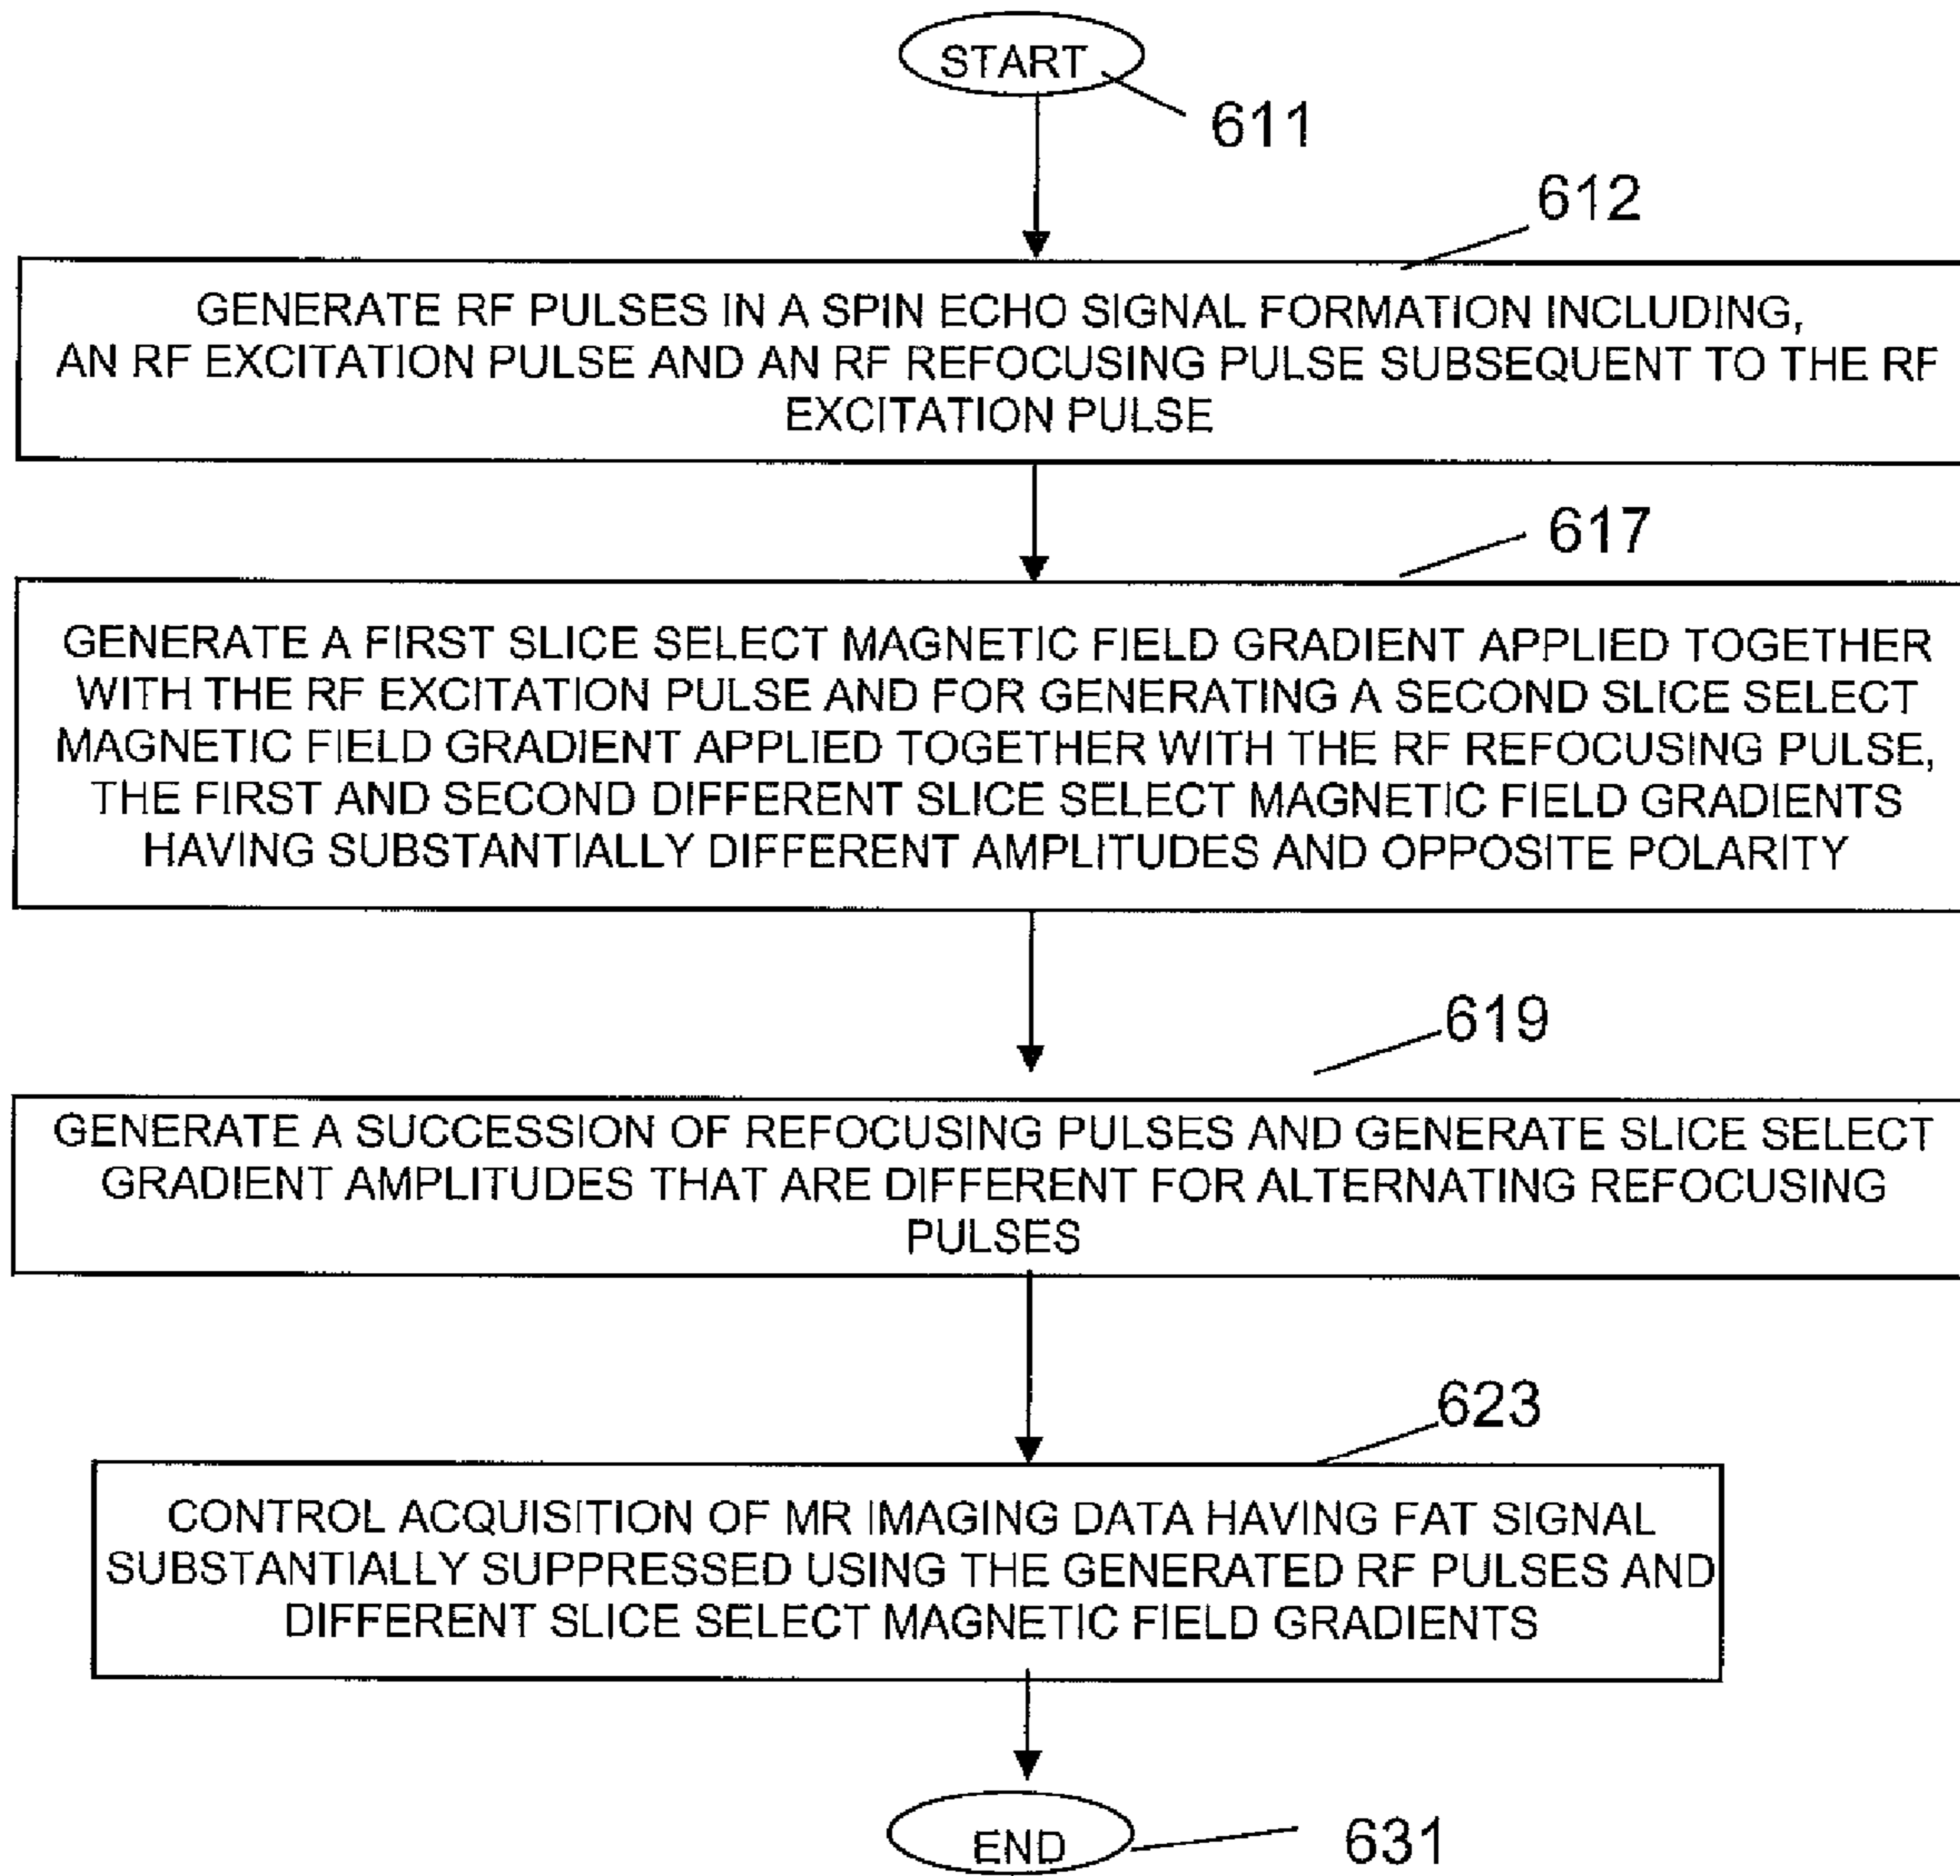 START
611
612
GENERATE RF PULSES IN A SPIN ECHO SIGNAL FORMATION INCLUDING,
AN RF EXCITATION PULSE AND AN RF REFOCUSING PULSE SUBSEQUENT TO THE RF
EXCITATION PULSE
617
GENERATE A FIRST SLICE SELECT MAGNETIC FIELD GRADIENT APPLIED TOGETHER
WITH THE RF EXCITATION PULSE AND FOR GENERATING A SECOND SLICE SELECT
MAGNETIC FIELD GRADIENT APPLIED TOGETHER WITH THE RF REFOCUSING PULSE,
THE FIRST AND SECOND DIFFERENT SLICE SELECT MAGNETIC FIELD GRADIENTS
HAVING SUBSTANTIALLY DIFFERENT AMPLITUDES AND OPPOSITE POLARITY
619
GENERATE A SUCCESSION OF REFOCUSING PULSES AND GENERATE SLICE SELECT
GRADIENT AMPLITUDES THAT ARE DIFFERENT FOR ALTERNATING REFOCUSING
PULSES
623
CONTROL ACQUISITION OF MR IMAGING DATA HAVING FAT SIGNAL
SUBSTANTIALLY SUPPRESSED USING THE GENERATED RF PULSES AND
DIFFERENT SLICE SELECT MAGNETIC FIELD GRADIENTS
END
631